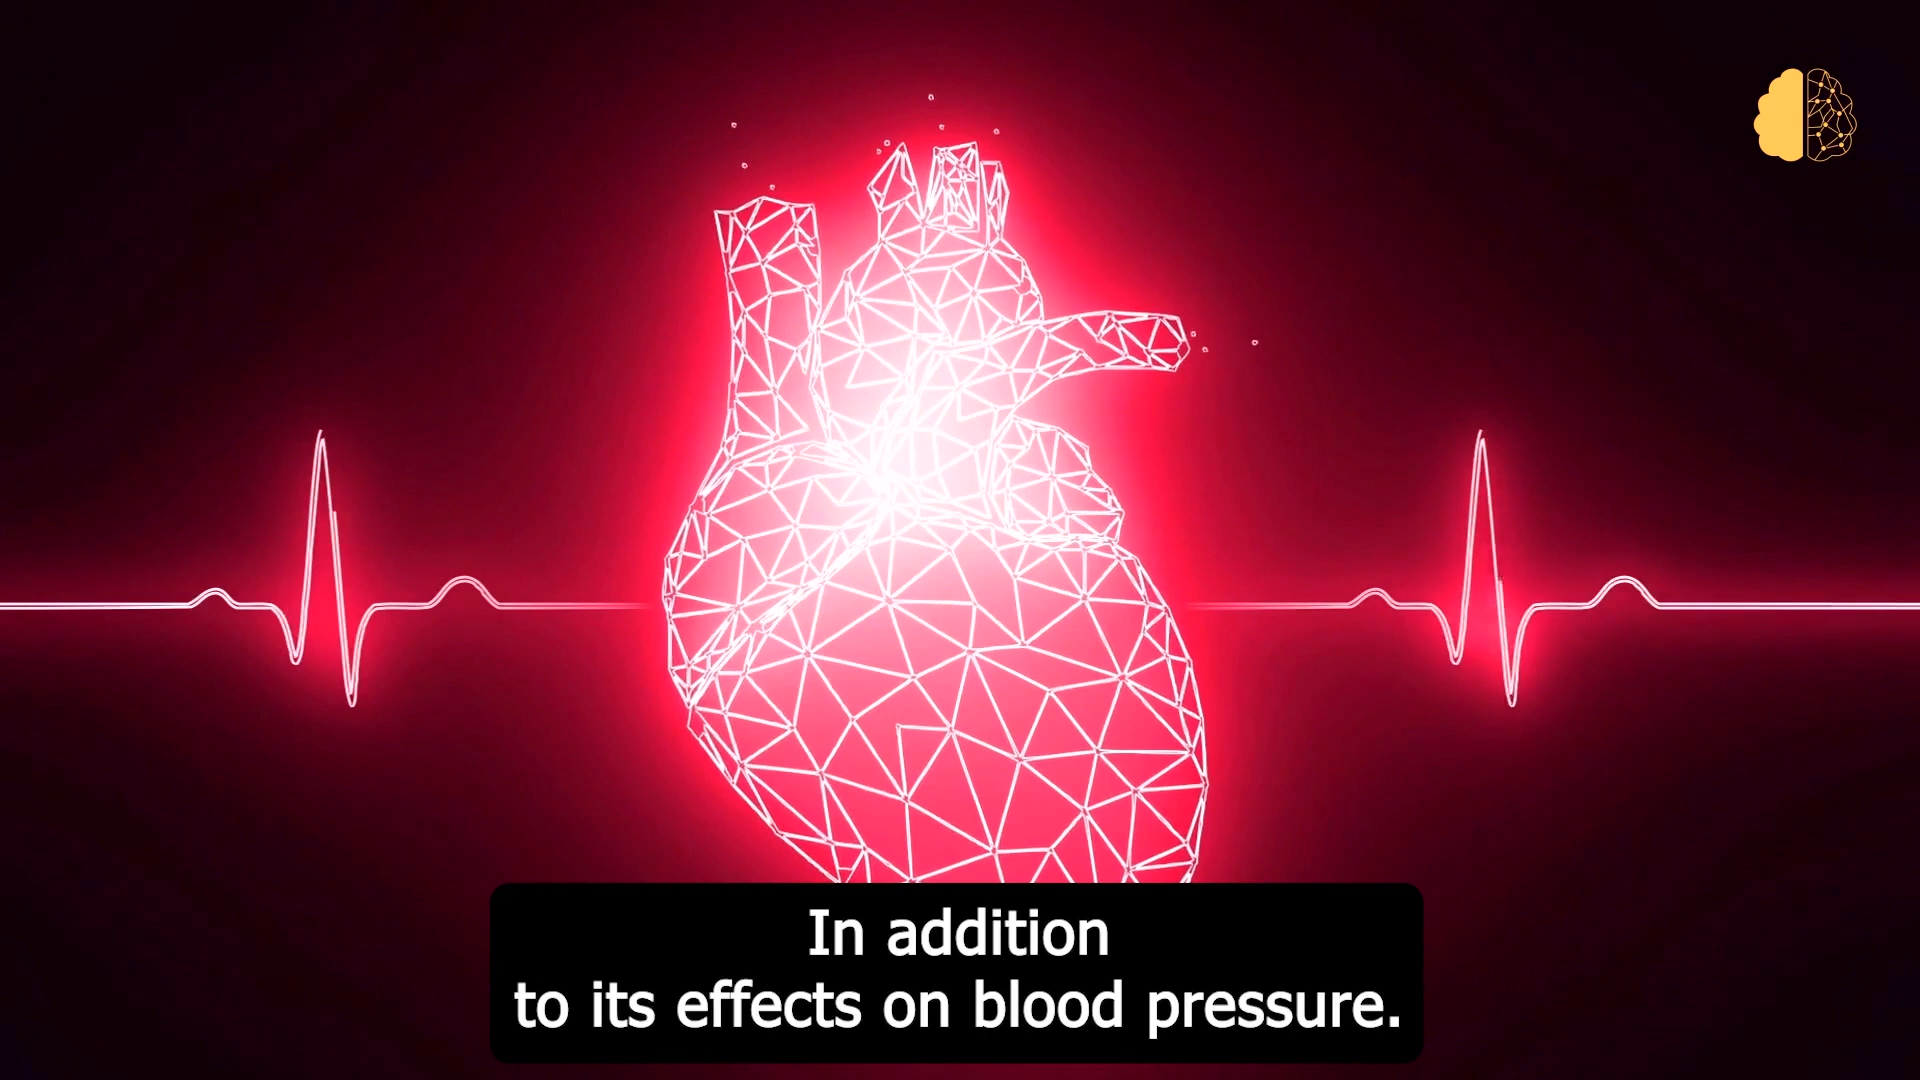 In addition
to its effects on blood pressure.